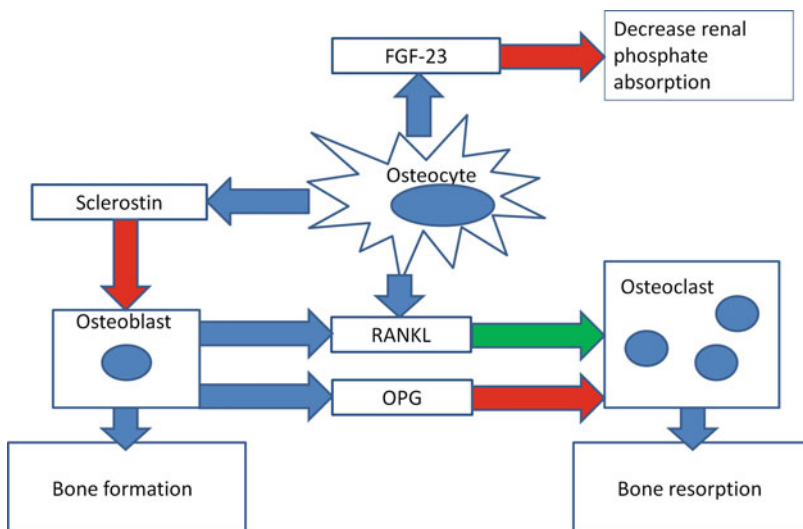 FGF-23
Decrease renal
phosphate
absorption
Osteocyte
Sclerostin
Osteoblast
RANKL
Osteoclast
OPG
Bone formation
Bone resorption